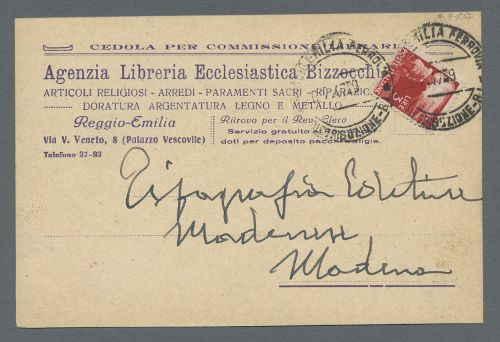 CEDOLA PER COMMISSIONI LIBRARIE
Agenzia Libreria Ecclesiastica Bizzocchi
ARTICOLI RELIGIOSI - ARREDI - PARAMENTI SACRI - RIPARAZIONI
DORATURA ARGENTATURA LEGNO E METALLO
Reggio-Emilia
Via V. Veneto, 8 (Palazzo Vescovile)
Telefono 37-93
Ritrovo per il Rev. Clero
Servizio gratuito ai
doti per deposito pacchi valigie.
Tipografia Editrice
Modenese
Modena